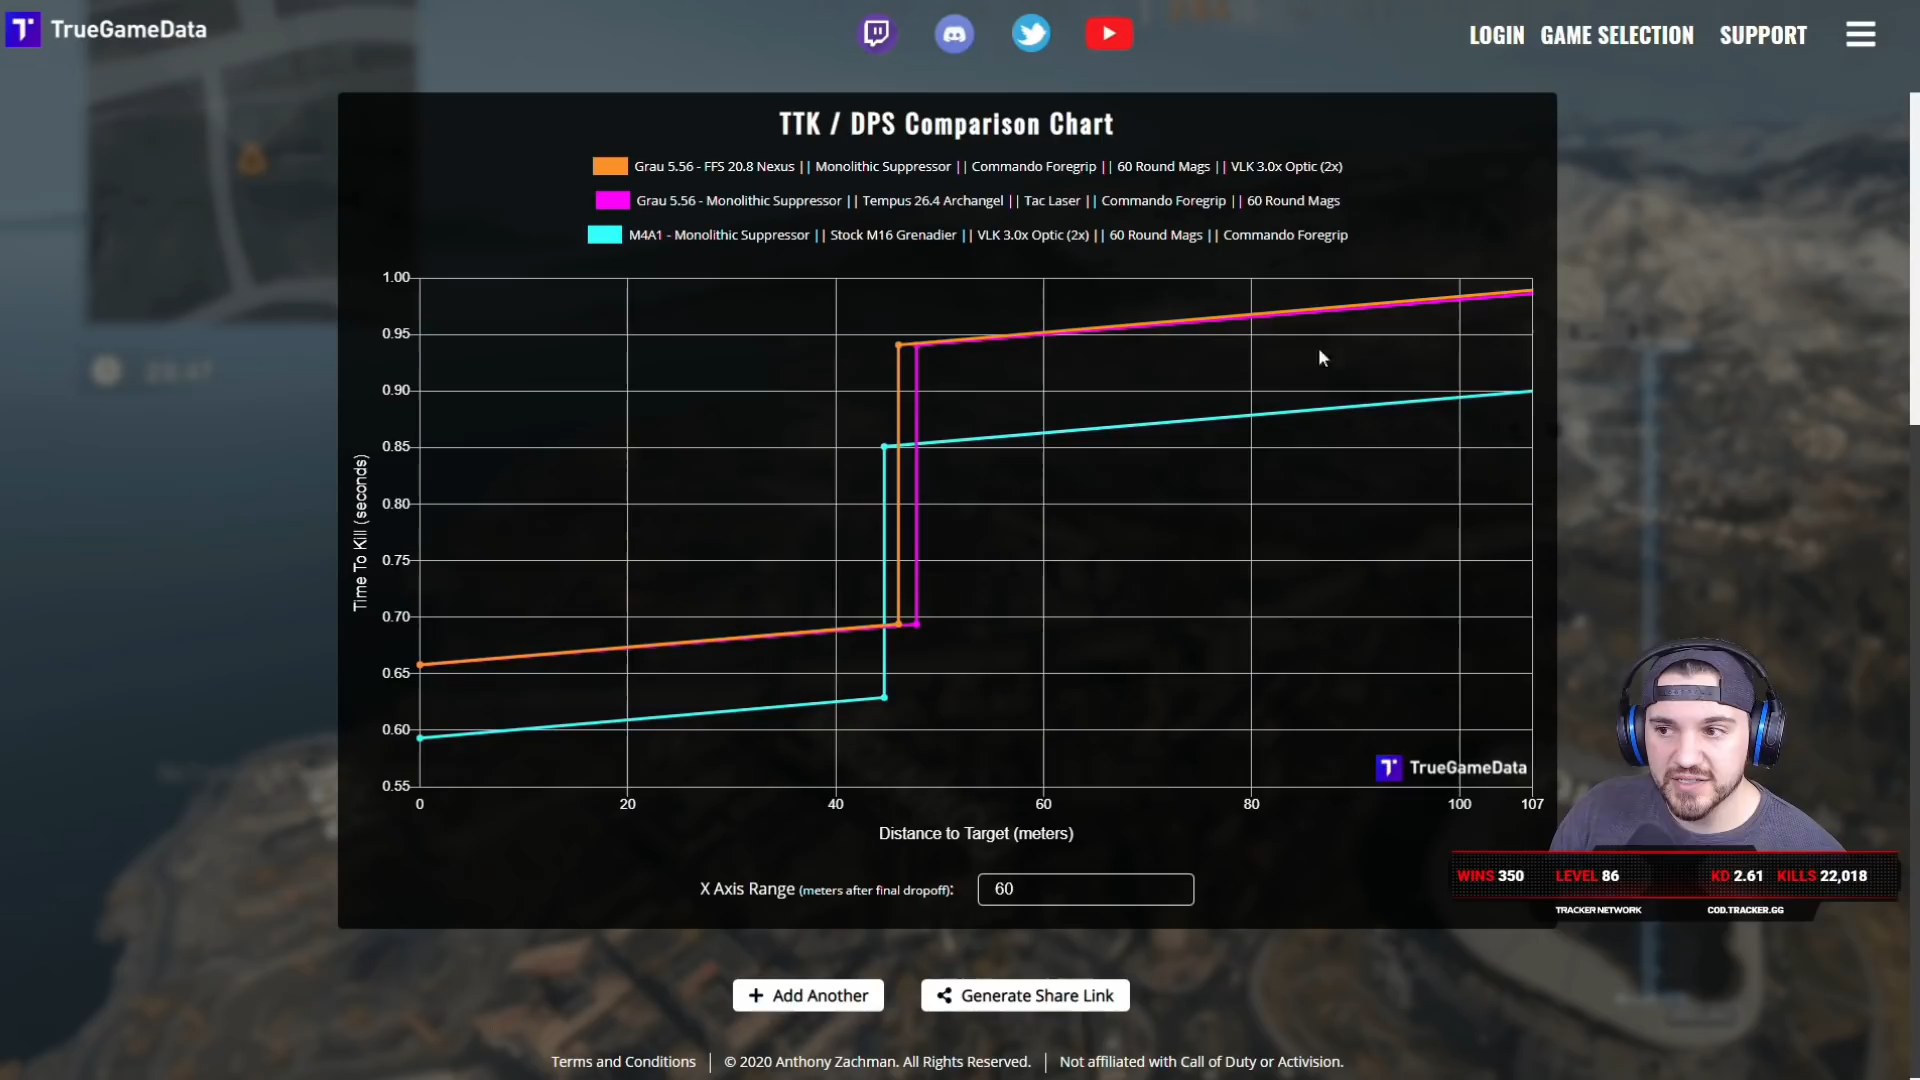 TrueGameData
LOGIN GAME SELECTION SUPPORT
TTK / DPS Comparison Chart
Grau 5.56 - FFS 20.8 Nexus || Monolithic Suppressor || Commando Foregrip || 60 Round Mags || VLK 3.0x Optic (2x)
Grau 5.56 - Monolithic Suppressor || Tempus 26.4 Archangel || Tac Laser || Commando Foregrip || 60 Round Mags
M4A1 - Monolithic Suppressor || Stock M16 Grenadier || VLK 3.0x Optic (2x) || 60 Round Mags || Commando Foregrip
1.00
0.95
0.90
0.85
0.80
0.75
0.70
0.65
0.60
0.55
Time To Kill (seconds)
0 20 40 60 80 100 107
Distance to Target (meters)
TrueGameData
X Axis Range (meters after final dropoff): 60
WINS 350 LEVEL 86 KD 2.61 KILLS 22,018
TRACKER NETWORK COD.TRACKER.GG
+ Add Another
Generate Share Link
Terms and Conditions | © 2020 Anthony Zachman. All Rights Reserved. | Not affiliated with Call of Duty or Activision.